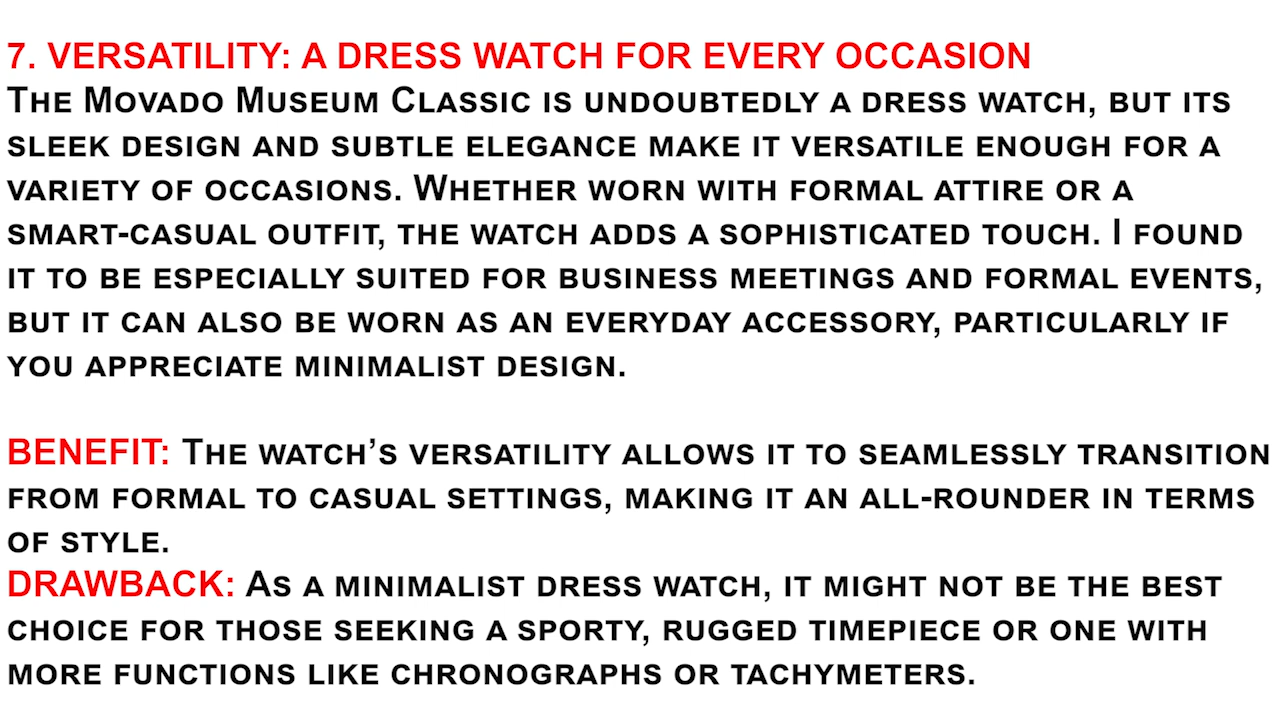 7. VERSATILITY: A DRESS WATCH FOR EVERY OCCASION
The Movado Museum Classic is undoubtedly a dress watch, but its
sleek design and subtle elegance make it versatile enough for a
variety of occasions. Whether worn with formal attire or a
smart-casual outfit, the watch adds a sophisticated touch. I found
it to be especially suited for business meetings and formal events,
but it can also be worn as an everyday accessory, particularly if
you appreciate minimalist design.
BENEFIT: The watch’s versatility allows it to seamlessly transition
from formal to casual settings, making it an all-rounder in terms
of style.
DRAWBACK: As a minimalist dress watch, it might not be the best
choice for those seeking a sporty, rugged timepiece or one with
more functions like chronographs or tachymeters.